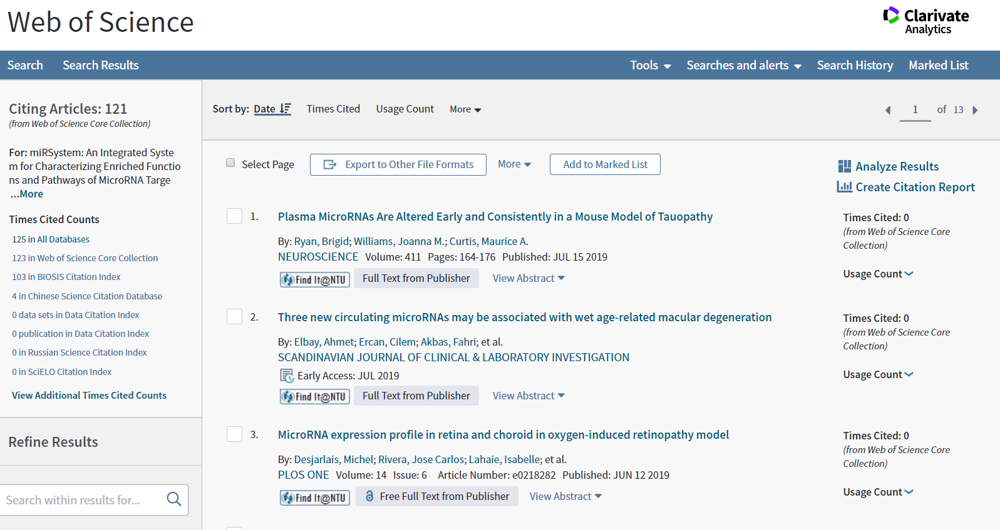 Web of Science
Clarivate
Analytics
Search Search Results Tools Searches and alerts Search History Marked List
Citing Articles: 121
(from Web of Science Core Collection)
For: miRSystem: An Integrated Syste
m for Characterizing Enriched Functio
ns and Pathways of MicroRNA Targe
...More
Times Cited Counts
125 in All Databases
123 in Web of Science Core Collection
103 in BIOSIS Citation Index
4 in Chinese Science Citation Database
0 data sets in Data Citation Index
0 publication in Data Citation Index
0 in Russian Science Citation Index
0 in SciELO Citation Index
View Additional Times Cited Counts
Refine Results
Search within results for...
Sort by: Date Times Cited Usage Count More
1 of 13
Select Page Export to Other File Formats More Add to Marked List
Analyze Results
Create Citation Report
1. Plasma MicroRNAs Are Altered Early and Consistently in a Mouse Model of Tauopathy
By: Ryan, Brigid; Williams, Joanna M.; Curtis, Maurice A.
NEUROSCIENCE Volume: 411 Pages: 164-176 Published: JUL 15 2019
Find It@NTU Full Text from Publisher View Abstract
Times Cited: 0
(from Web of Science Core
Collection)
Usage Count
2. Three new circulating microRNAs may be associated with wet age-related macular degeneration
By: Elbay, Ahmet; Ercan, Cilem; Akbas, Fahri; et al.
SCANDINAVIAN JOURNAL OF CLINICAL & LABORATORY INVESTIGATION
Early Access: JUL 2019
Find It@NTU Full Text from Publisher View Abstract
Times Cited: 0
(from Web of Science Core
Collection)
Usage Count
3. MicroRNA expression profile in retina and choroid in oxygen-induced retinopathy model
By: Desjarlais, Michel; Rivera, Jose Carlos; Lahaie, Isabelle; et al.
PLOS ONE Volume: 14 Issue: 6 Article Number: e0218282 Published: JUN 12 2019
Find It@NTU Free Full Text from Publisher View Abstract
Times Cited: 0
(from Web of Science Core
Collection)
Usage Count